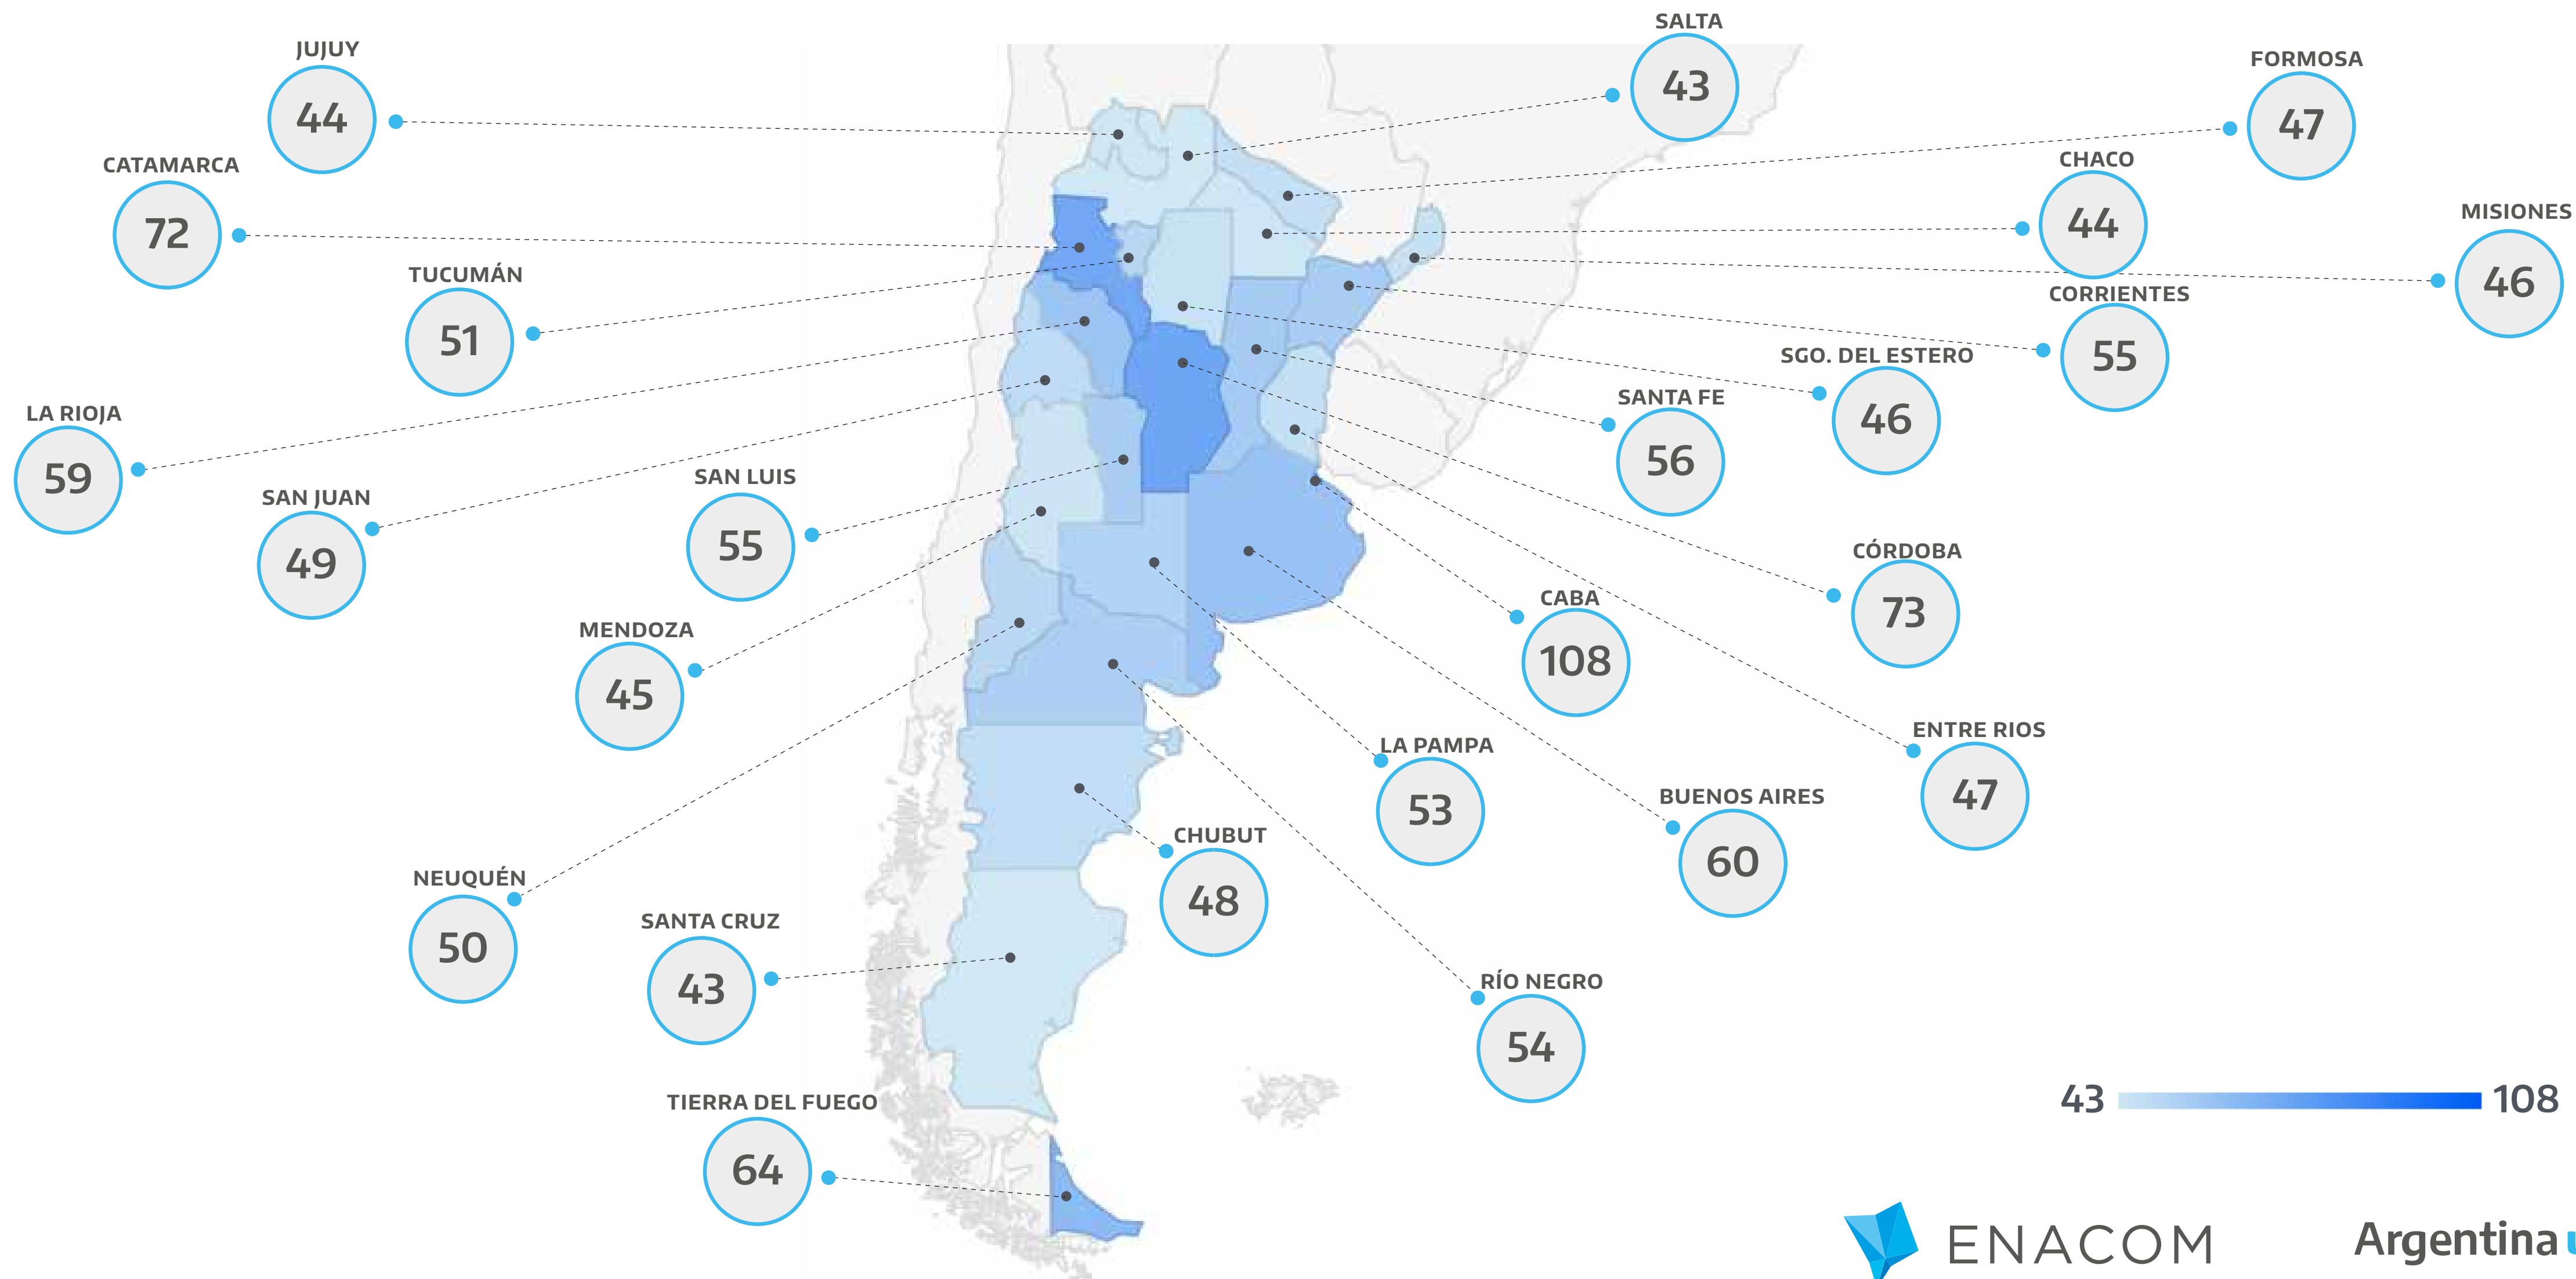 SALTA
43
JUJUY
44
FORMOSA
47
CATAMARCA
72
CHACO
44
MISIONES
46
TUCUMÁN
51
CORRIENTES
55
SGO. DEL ESTERO
46
SANTA FE
56
LA RIOJA
59
SAN JUAN
49
SAN LUIS
55
CÓRDOBA
73
CABA
108
MENDOZA
45
ENTRE RIOS
47
LA PAMPA
53
BUENOS AIRES
60
CHUBUT
48
NEUQUÉN
50
SANTA CRUZ
43
RÍO NEGRO
54
TIERRA DEL FUEGO
64
43 108
ENACOM
Argentina